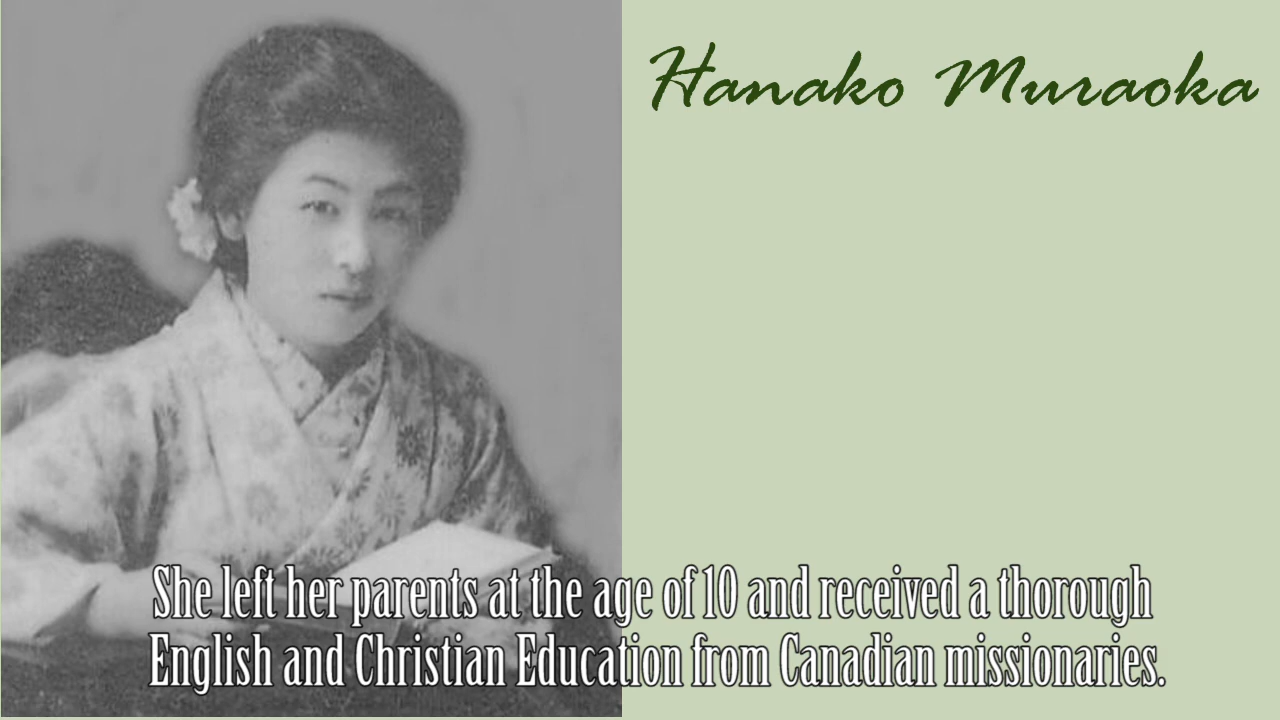 Hanako Muraoka
She left her parents at the age of 10 and received a thorough
English and Christian Education from Canadian missionaries.